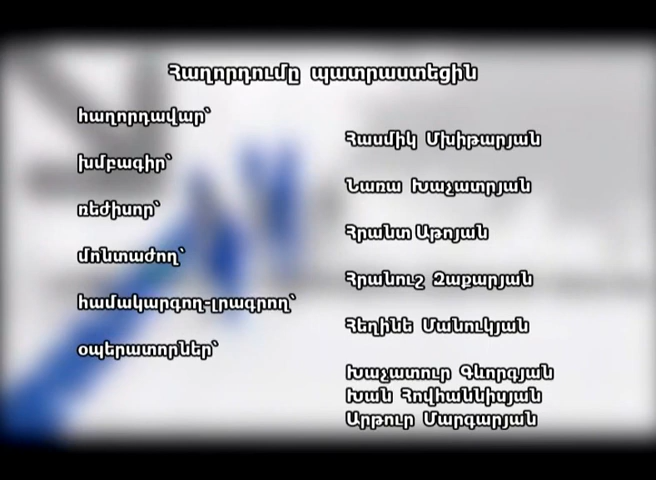 Հաղորդումը պատրաստեցին
հաղորդավար՝
Հասմիկ Մխիթարյան
խմբագիր՝
Նառա Խաչատրյան
ռեժիսոր՝
Հրանտ Աթոյան
մոնտաժող՝
Հրանուշ Զաքարյան
համակարգող-լրագրող՝
Հեղինե Մանուկյան
օպերատորներ՝
Խաչատուր Գևորգյան
Խան Հովհաննիսյան
Արթուր Մարգարյան